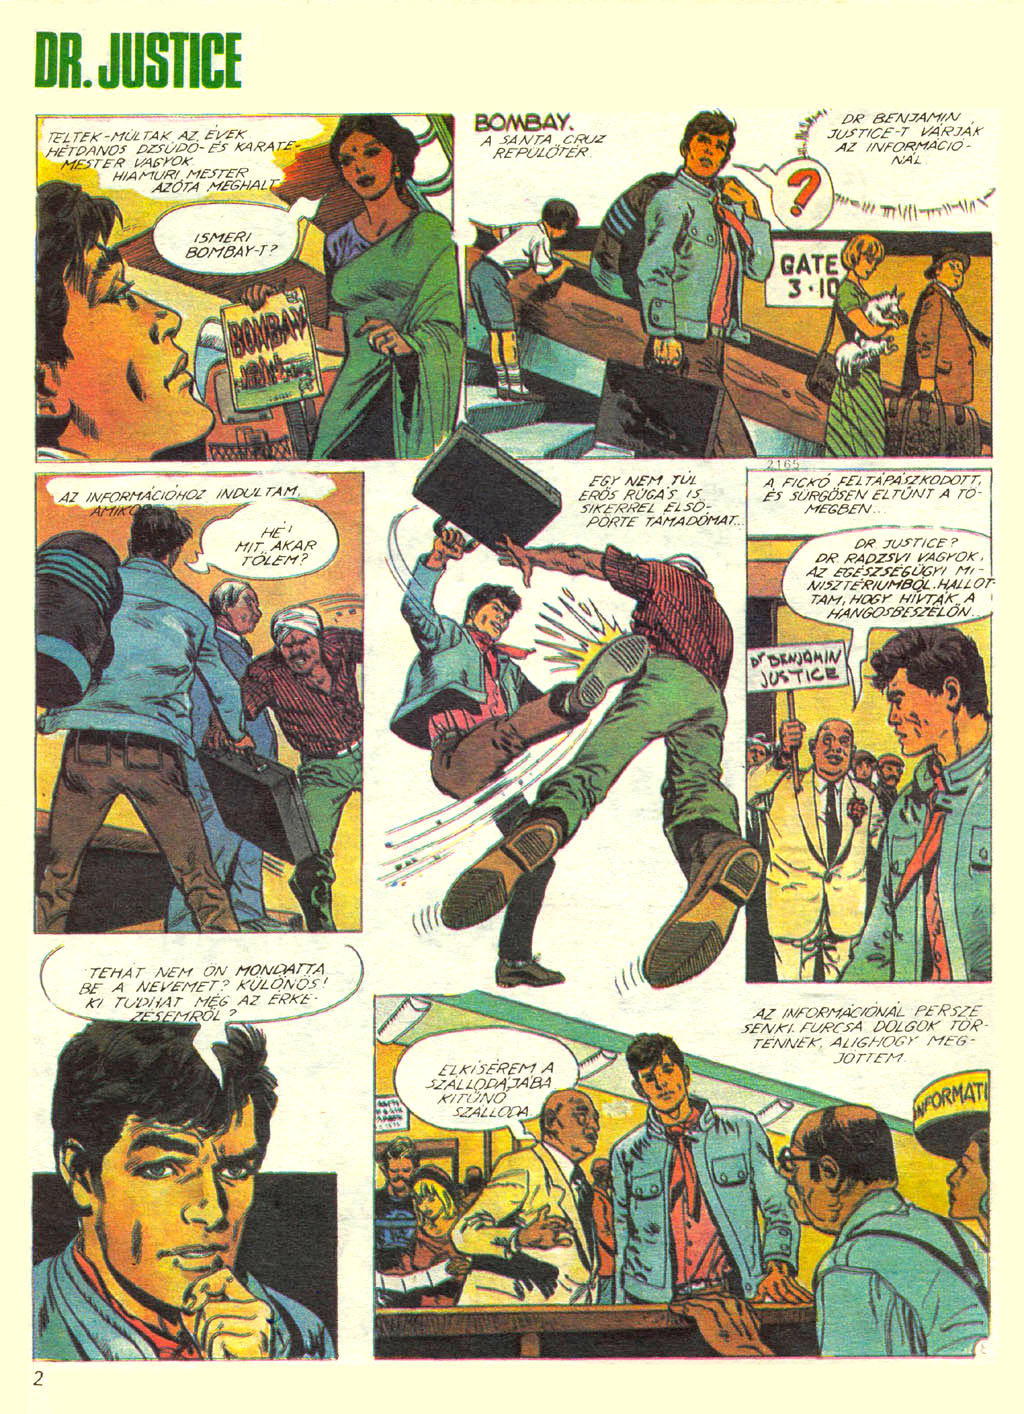 DR. JUSTICE
TELTEK-MÚLTAK AZ ÉVEK
HÉTDANOS DZSÚDÓ- ÉS KARATE-
MESTER VAGYOK.
HIAMURI MESTER
AZÓTA MEGHALT
ISMERI
BOMBAY-T?
BOMBAY
BOMBAY.
A SANTA CRUZ
REPÜLŐTÉR.
DR BENJAMIN
JUSTICE-T VÁRJÁK
AZ INFORMÁCIÓ-
NÁL
?
GATE
3·10
AZ INFORMÁCIÓHOZ INDULTAM,
AMIKOR...
HÉ!
MIT AKAR
TŐLEM?
EGY NEM TÚL
ERŐS RÚGÁS IS
SIKERREL ELSÖ-
PÖRTE TÁMADÓMAT...
2165
A FICKÓ FELTÁPÁSZKODOTT,
ÉS SÜRGŐSEN ELTŰNT A TÖ-
MEGBEN...
DR. JUSTICE?
DR. RADZSVI VAGYOK,
AZ EGÉSZSÉGÜGYI MI-
NISZTÉRIUMBÓL. HALLOT-
TAM, HOGY HÍVTÁK A
HANGOSBESZÉLŐN.
Dr BENJAMIN
JUSTICE
TEHÁT NEM ÖN MONDATTA
BE A NEVEMET? KÜLÖNÖS!
KI TUDHAT MÉG AZ ÉRKE-
ZÉSEMRŐL?
AZ INFORMÁCIÓNÁL PERSZE
SENKI. FURCSA DOLGOK TÖR-
TÉNNEK, ALIGHOGY MEG-
JÖTTEM.
ELKÍSÉREM A
SZÁLLODÁJÁBA
KITŰNŐ
SZÁLLODA.
INFORMATI
2